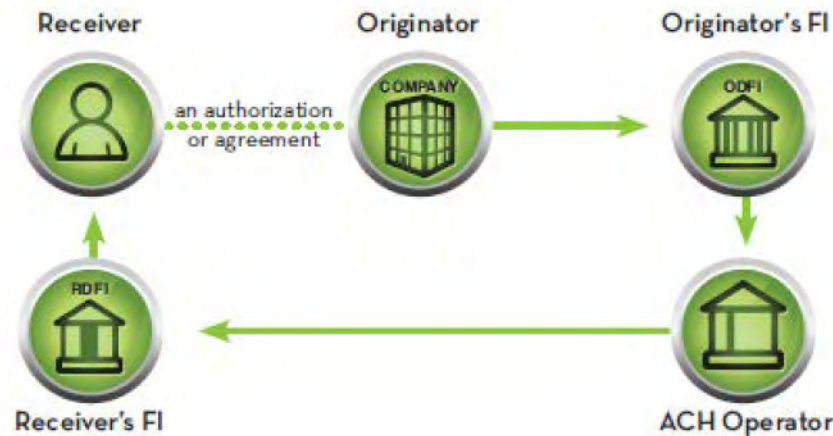 Receiver
Originator
Originator's FI
COMPANY
ODFI
an authorization
or agreement
RDFI
Receiver's FI
ACH Operator